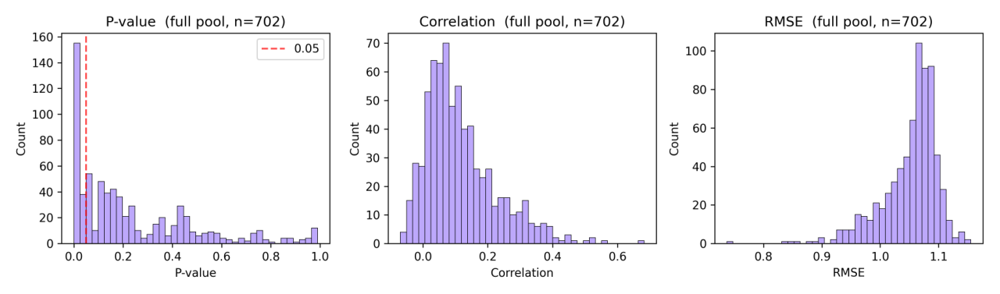 P-value  (full pool, n=702)
160
140
120
100
80
60
40
20
0
Count
0.05
0.0 0.2 0.4 0.6 0.8 1.0
P-value
Correlation  (full pool, n=702)
70
60
50
40
30
20
10
0
Count
0.0 0.2 0.4 0.6
Correlation
RMSE  (full pool, n=702)
100
80
60
40
20
0
Count
0.8 0.9 1.0 1.1
RMSE